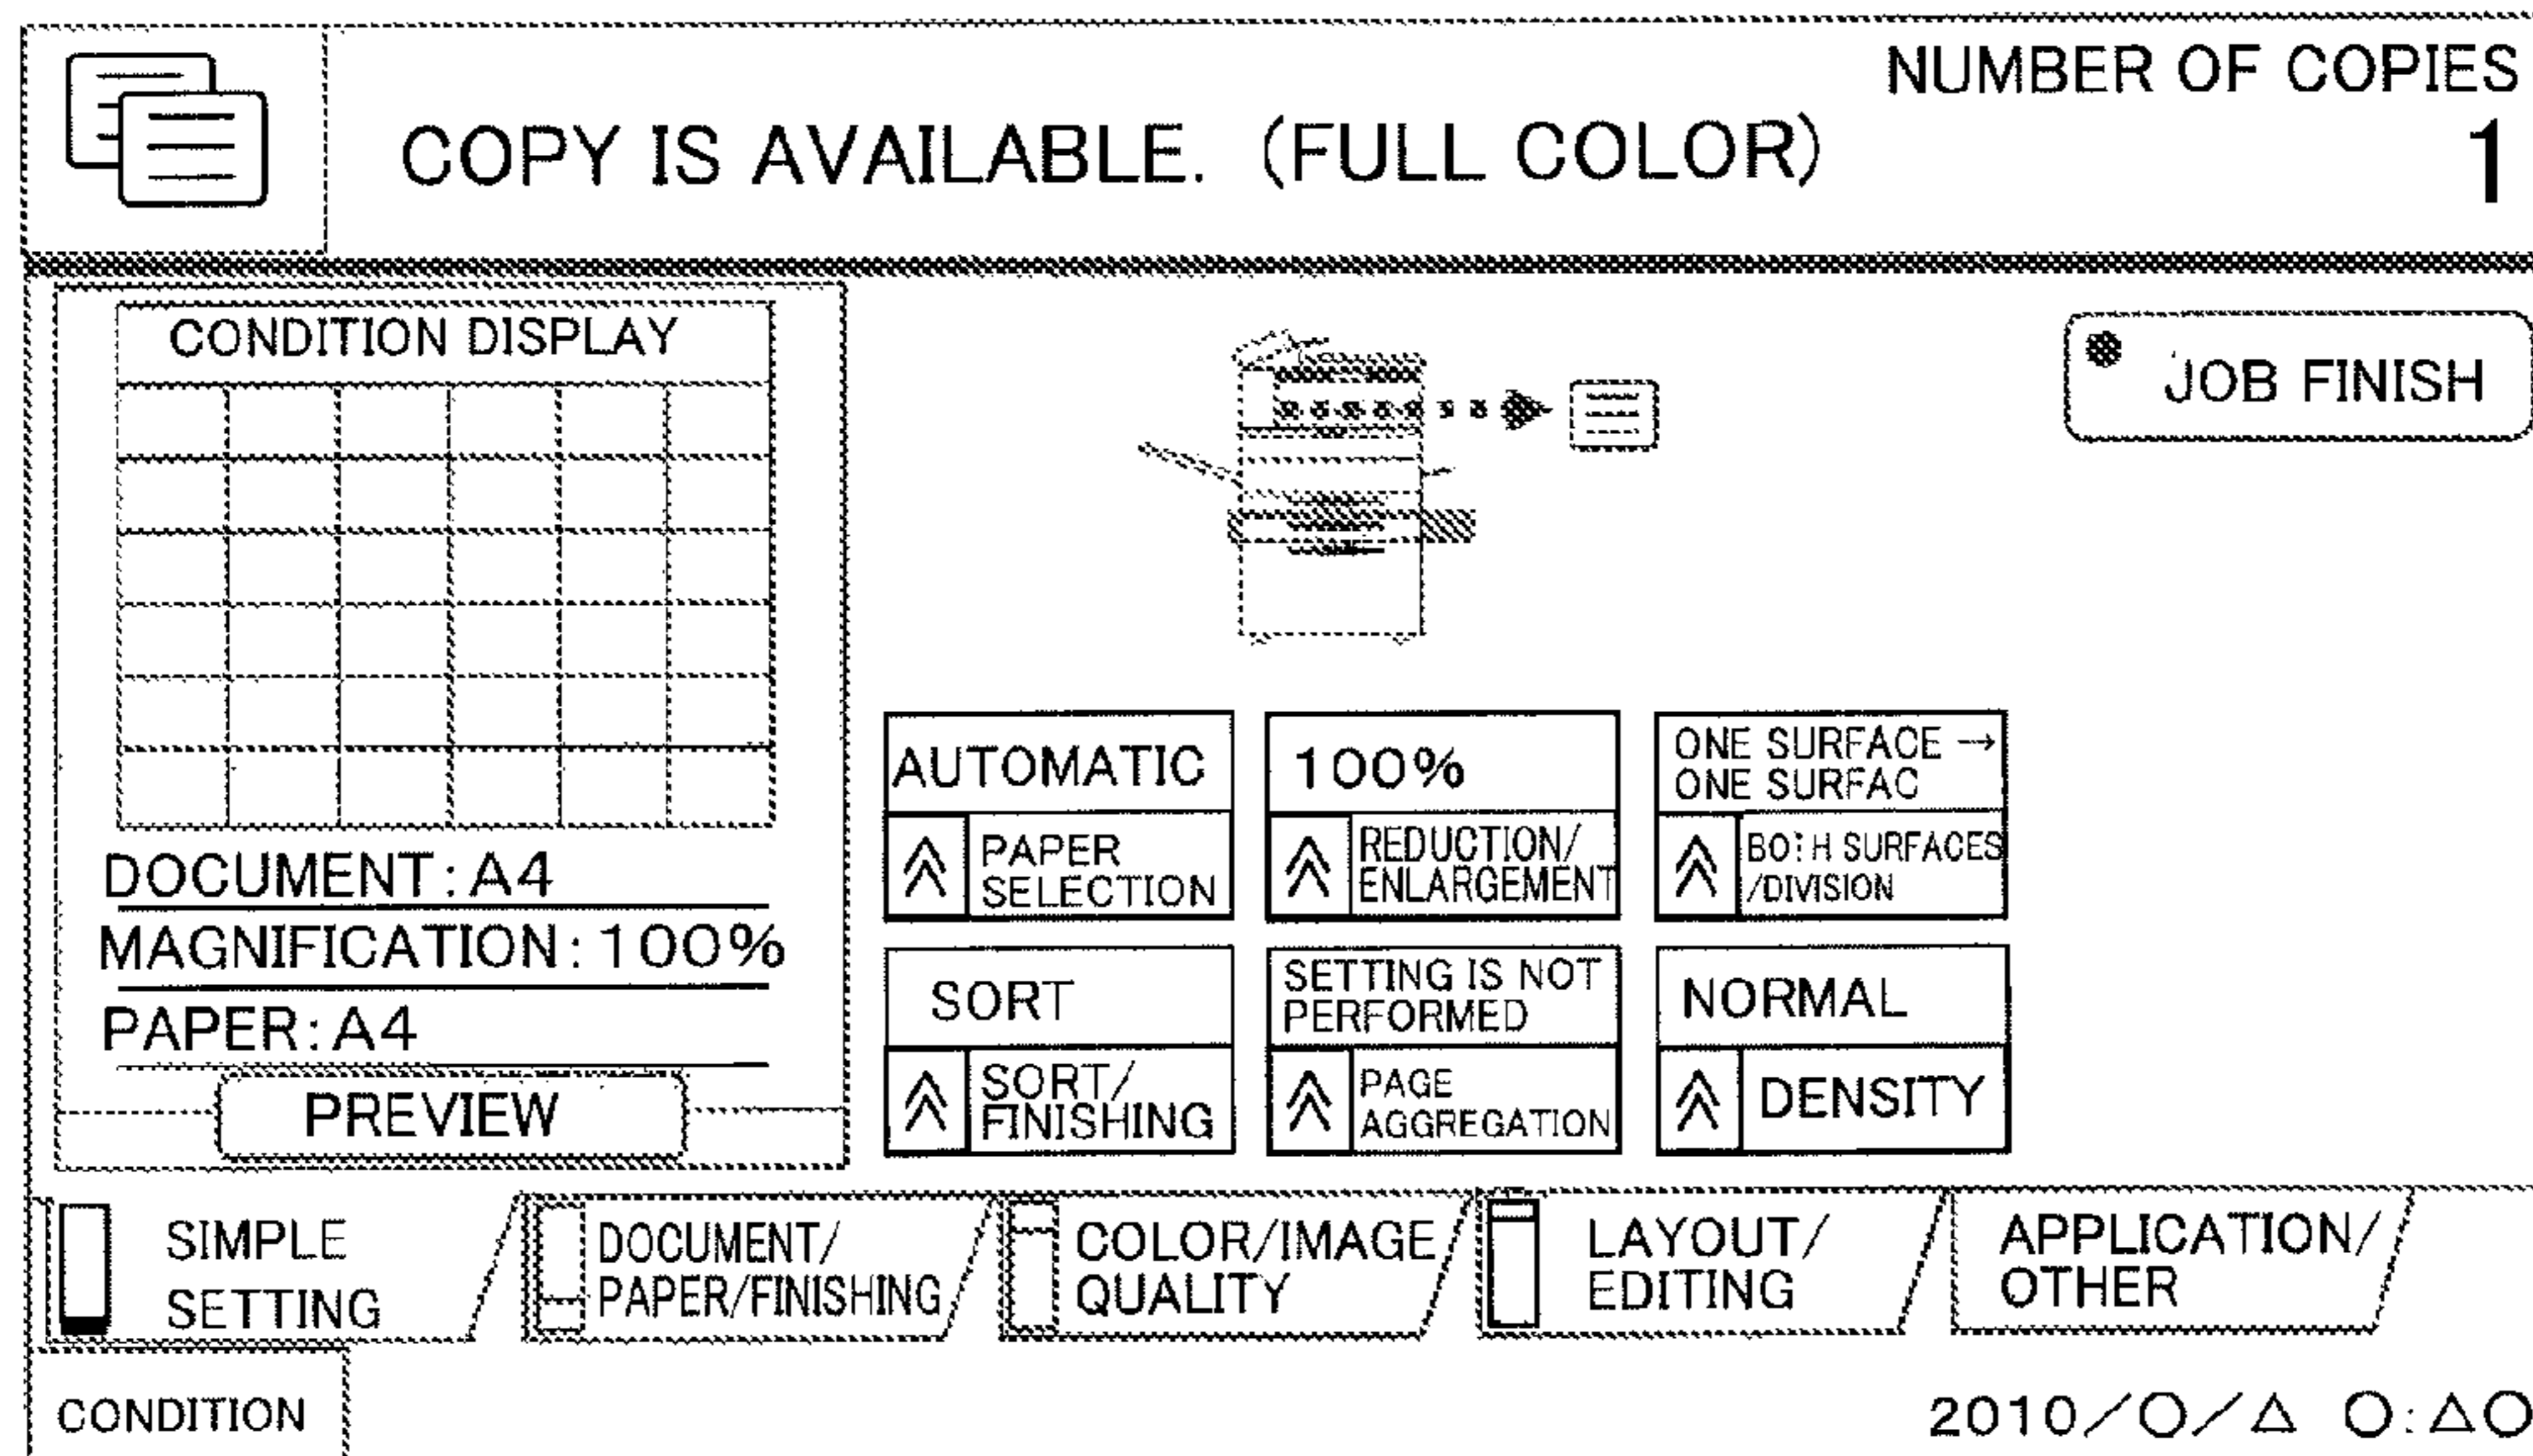 NUMBER OF COPIES
COPY IS AVAILABLE. (FULL COLOR)
1
CONDITION DISPLAY
JOB FINISH
DOCUMENT:A4
MAGNIFICATION:100%
PAPER:A4
PREVIEW
AUTOMATIC
PAPER
SELECTION
100%
REDUCTION/
ENLARGEMENT
ONE SURFACE →
ONE SURFAC
BOTH SURFACES
/DIVISION
SORT
SORT/
FINISHING
SETTING IS NOT
PERFORMED
PAGE
AGGREGATION
NORMAL
DENSITY
SIMPLE
SETTING
DOCUMENT/
PAPER/FINISHING
COLOR/IMAGE
QUALITY
LAYOUT/
EDITING
APPLICATION/
OTHER
CONDITION
2010/○/△ ○:△○